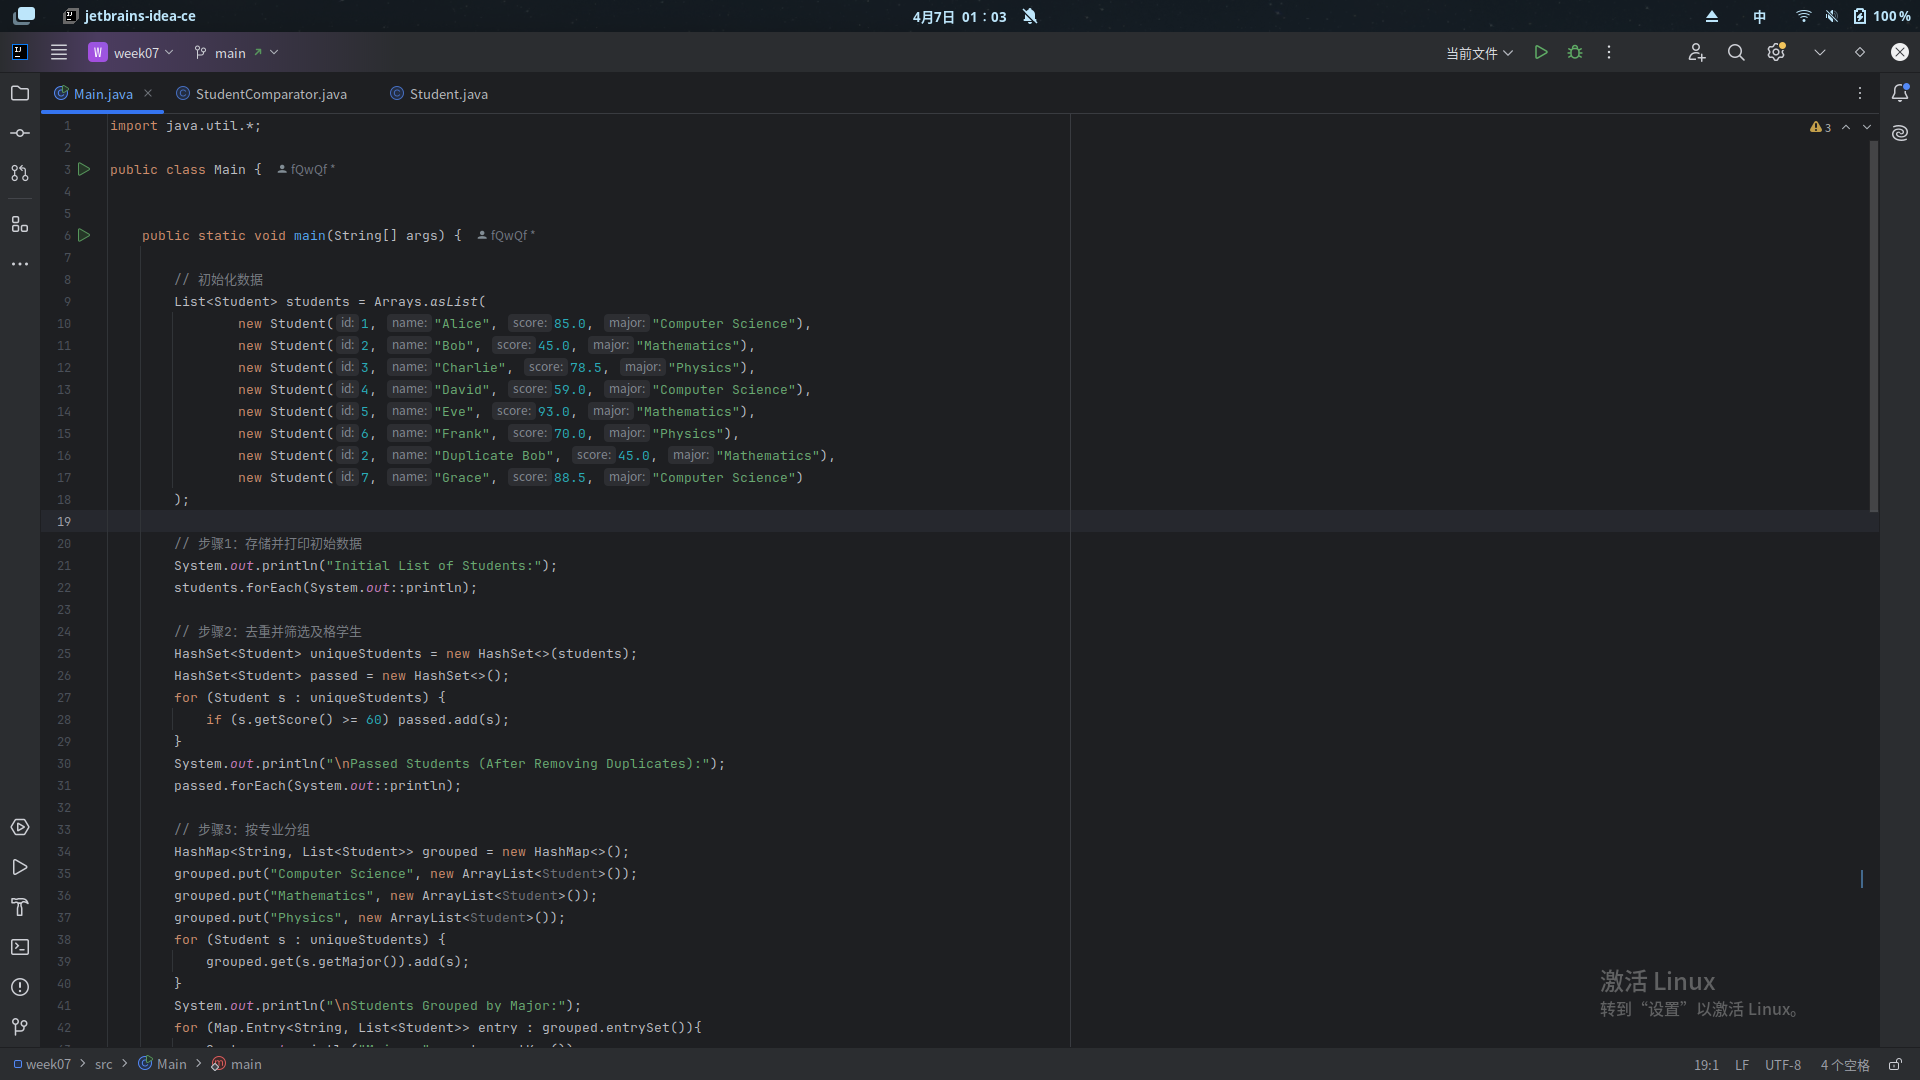 jetbrains-idea-ce
4月7日 01：03
中
100%
W week07 main
当前文件
Main.java StudentComparator.java Student.java
3
1 import java.util.*;
2
3 public class Main { fQwQf *
4
5
6 public static void main(String[] args) { fQwQf *
7
8 // 初始化数据
9 List<Student> students = Arrays.asList(
10 new Student( id: 1, name: "Alice", score: 85.0, major: "Computer Science"),
11 new Student( id: 2, name: "Bob", score: 45.0, major: "Mathematics"),
12 new Student( id: 3, name: "Charlie", score: 78.5, major: "Physics"),
13 new Student( id: 4, name: "David", score: 59.0, major: "Computer Science"),
14 new Student( id: 5, name: "Eve", score: 93.0, major: "Mathematics"),
15 new Student( id: 6, name: "Frank", score: 70.0, major: "Physics"),
16 new Student( id: 2, name: "Duplicate Bob", score: 45.0, major: "Mathematics"),
17 new Student( id: 7, name: "Grace", score: 88.5, major: "Computer Science")
18 );
19
20 // 步骤1：存储并打印初始数据
21 System.out.println("Initial List of Students:");
22 students.forEach(System.out::println);
23
24 // 步骤2：去重并筛选及格学生
25 HashSet<Student> uniqueStudents = new HashSet<>(students);
26 HashSet<Student> passed = new HashSet<>();
27 for (Student s : uniqueStudents) {
28 if (s.getScore() >= 60) passed.add(s);
29 }
30 System.out.println("\nPassed Students (After Removing Duplicates):");
31 passed.forEach(System.out::println);
32
33 // 步骤3：按专业分组
34 HashMap<String, List<Student>> grouped = new HashMap<>();
35 grouped.put("Computer Science", new ArrayList<Student>());
36 grouped.put("Mathematics", new ArrayList<Student>());
37 grouped.put("Physics", new ArrayList<Student>());
38 for (Student s : uniqueStudents) {
39 grouped.get(s.getMajor()).add(s);
40 }
41 System.out.println("\nStudents Grouped by Major:");
42 for (Map.Entry<String, List<Student>> entry : grouped.entrySet()){
激活 Linux
转到“设置”以激活 Linux。
week07 > src > Main > main
19:1 LF UTF-8 4 个空格